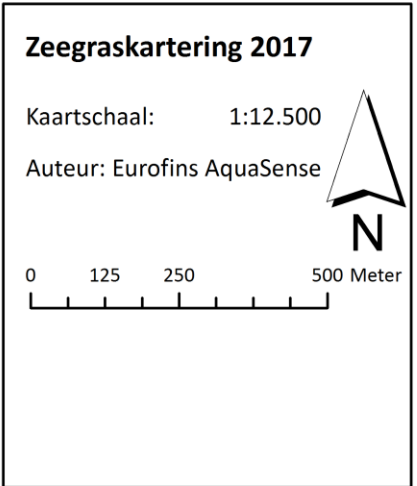 Zeegraskartering 2017
Kaartschaal: 1:12.500
Auteur: Eurofins AquaSense
N
0 125 250 500 Meter